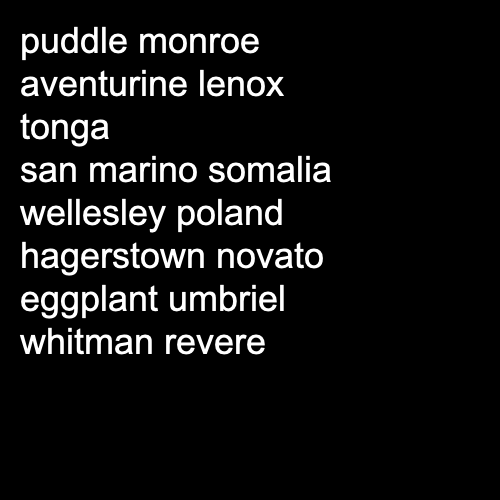 puddle monroe
aventurine lenox
tonga
san marino somalia
wellesley poland
hagerstown novato
eggplant umbriel
whitman revere